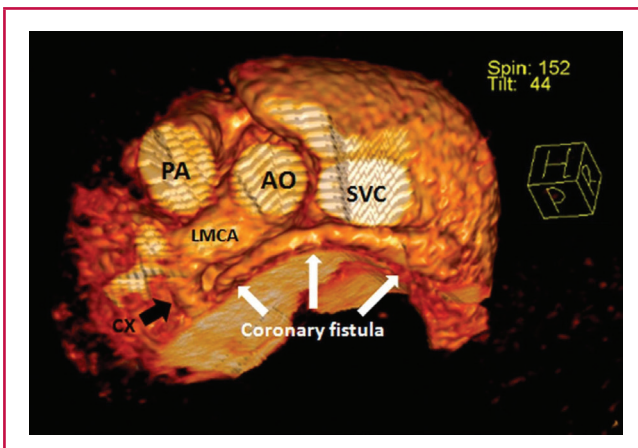 Spin: 152
Tilt: 44
PA
AO
SVC
LMCA
CX
Coronary fistula
H
P
R